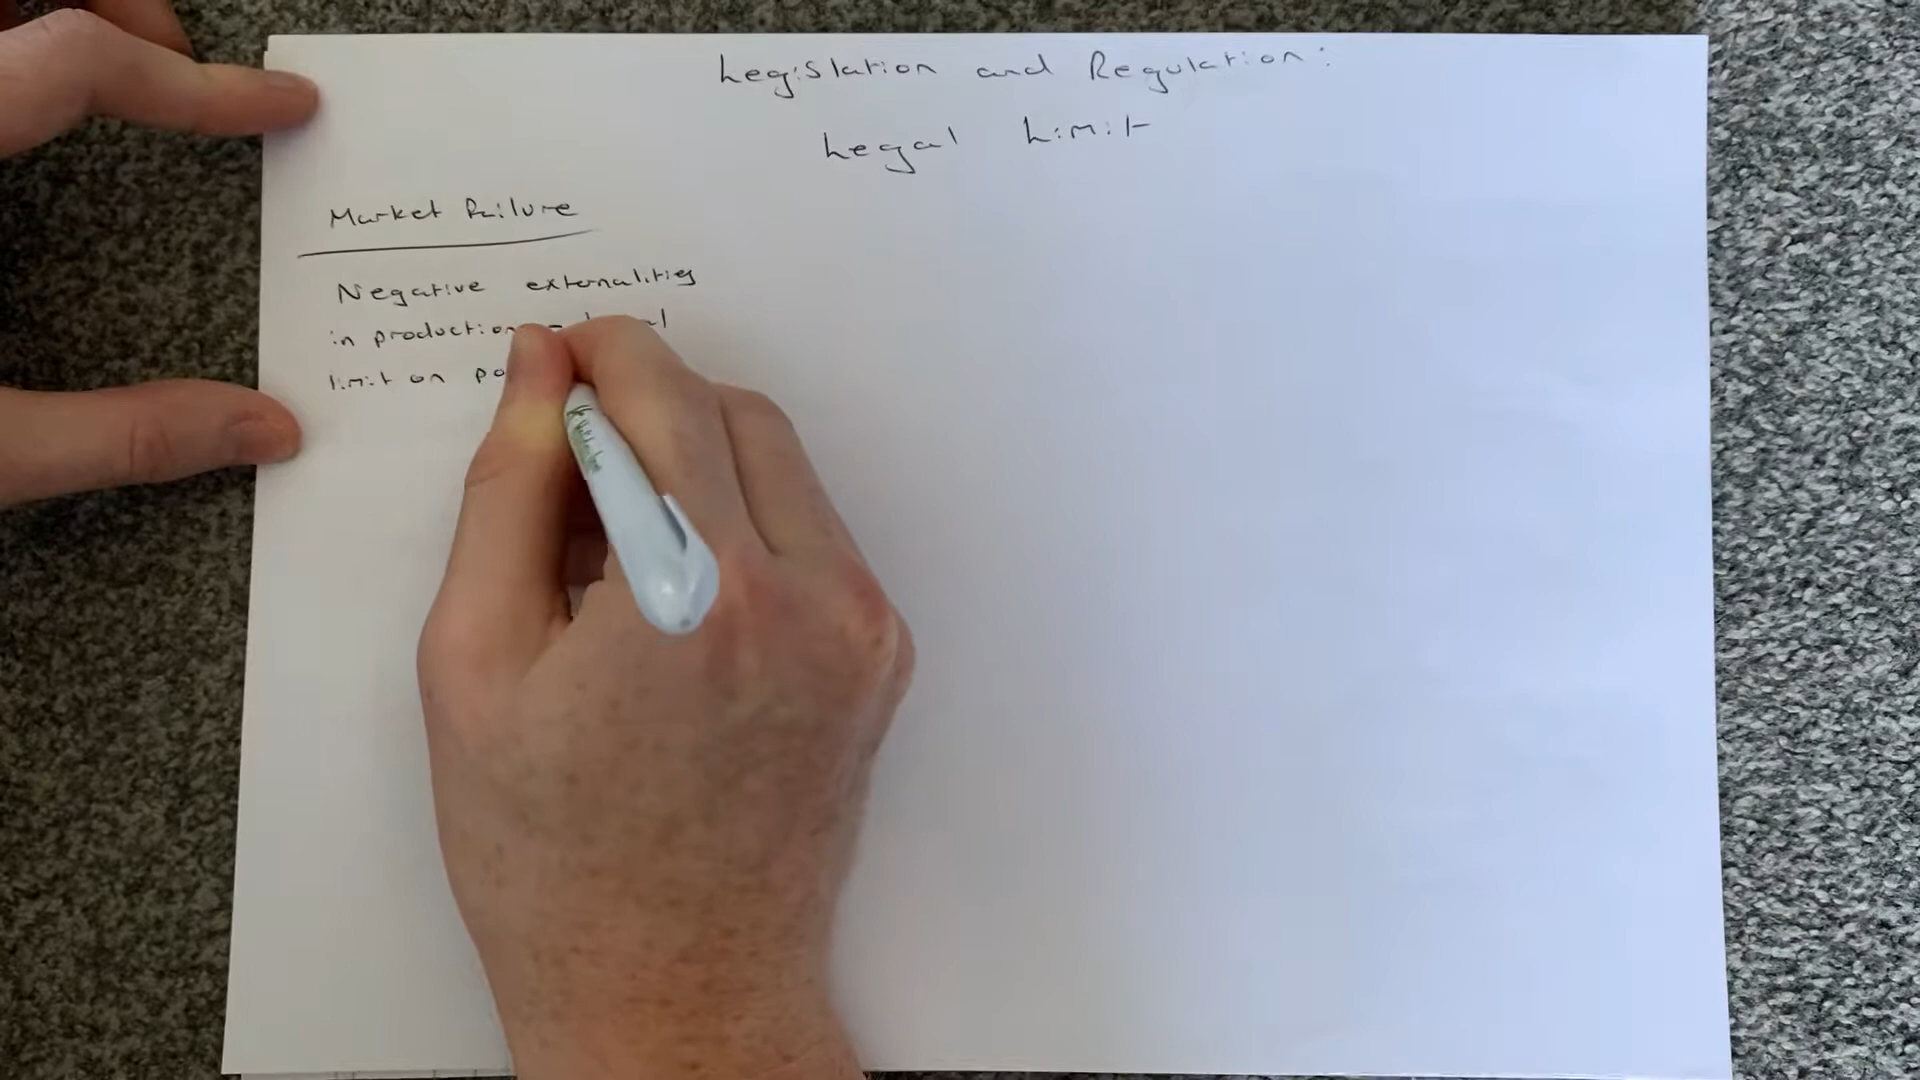 Legislation and Regulation:
Legal Limit
Market Failure
Negative externalities
in production -
limit on